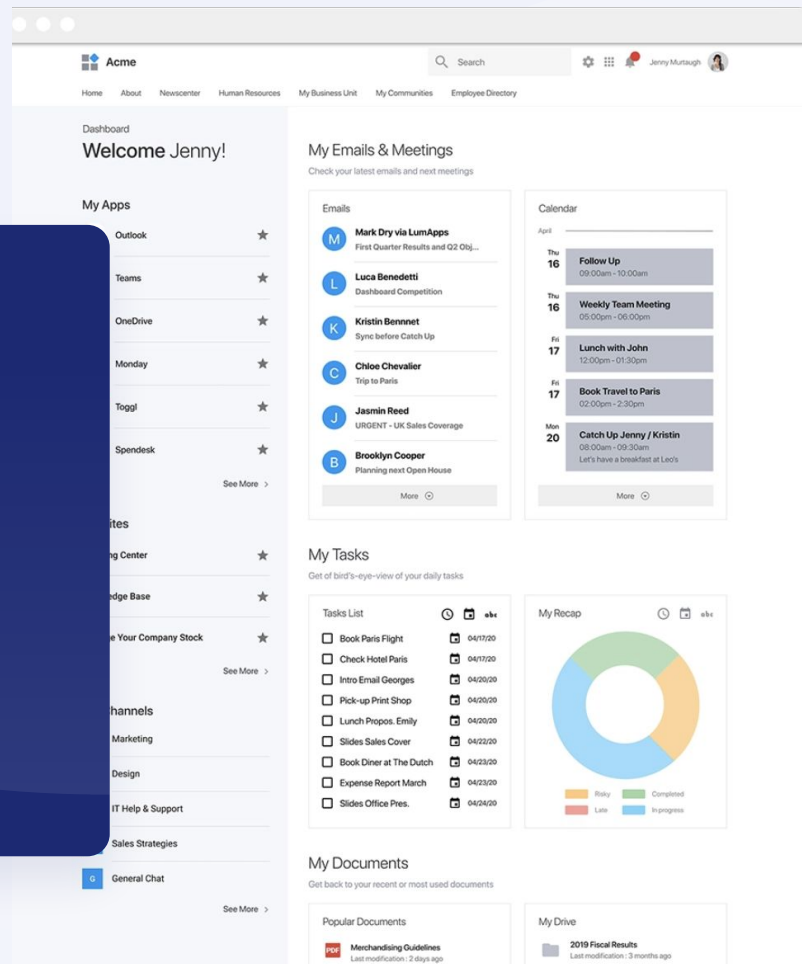 Acme
Search
Jenny Murtaugh
Home About Newscenter Human Resources My Business Unit My Communities Employee Directory
Dashboard
Welcome Jenny!
My Apps
Outlook
Teams
OneDrive
Monday
Toggl
Spendesk
See More >
ites
ng Center
edge Base
e Your Company Stock
See More >
hannels
Marketing
Design
IT Help & Support
Sales Strategies
G General Chat
See More >
My Emails & Meetings
Check your latest emails and next meetings
Emails
M Mark Dry via LumApps
First Quarter Results and Q2 Obj...
L Luca Benedetti
Dashboard Competition
K Kristin Bennnet
Sync before Catch Up
C Chloe Chevalier
Trip to Paris
J Jasmin Reed
URGENT - UK Sales Coverage
B Brooklyn Cooper
Planning next Open House
More
Calendar
April
Thu
16 Follow Up
09:00am - 10:00am
Thu
16 Weekly Team Meeting
05:00pm - 06:00pm
Fri
17 Lunch with John
12:00pm - 01:30pm
Fri
17 Book Travel to Paris
02:00pm - 2:30pm
Mon
20 Catch Up Jenny / Kristin
08:00am - 09:30am
Let's have a breakfast at Leo's
More
My Tasks
Get of bird's-eye-view of your daily tasks
Tasks List abc
Book Paris Flight 04/17/20
Check Hotel Paris 04/17/20
Intro Email Georges 04/20/20
Pick-up Print Shop 04/20/20
Lunch Propos. Emily 04/20/20
Slides Sales Cover 04/22/20
Book Diner at The Dutch 04/23/20
Expense Report March 04/23/20
Slides Office Pres. 04/24/20
My Recap abc
Risky Completed
Late In progress
My Documents
Get back to your recent or most used documents
Popular Documents
PDF Merchandising Guidelines
Last modification : 2 days ago
My Drive
2019 Fiscal Results
Last modification : 3 months ago